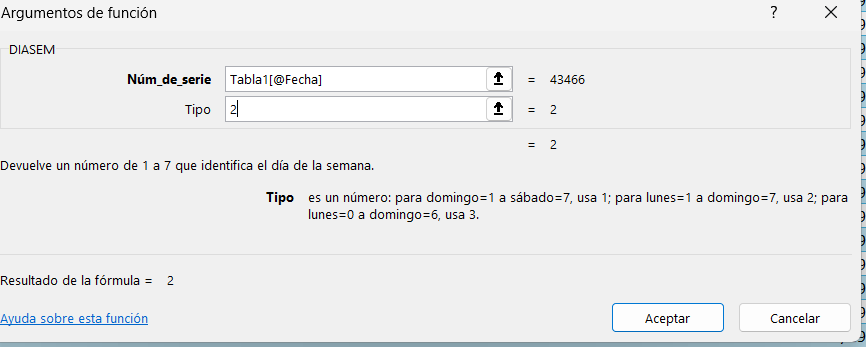 Argumentos de función ? ×
DIASEM
Núm_de_serie Tabla1[@Fecha] = 43466
Tipo 2 = 2
= 2
Devuelve un número de 1 a 7 que identifica el día de la semana.
Tipo es un número: para domingo=1 a sábado=7, usa 1; para lunes=1 a domingo=7, usa 2; para
lunes=0 a domingo=6, usa 3.
Resultado de la fórmula = 2
Ayuda sobre esta función Aceptar Cancelar